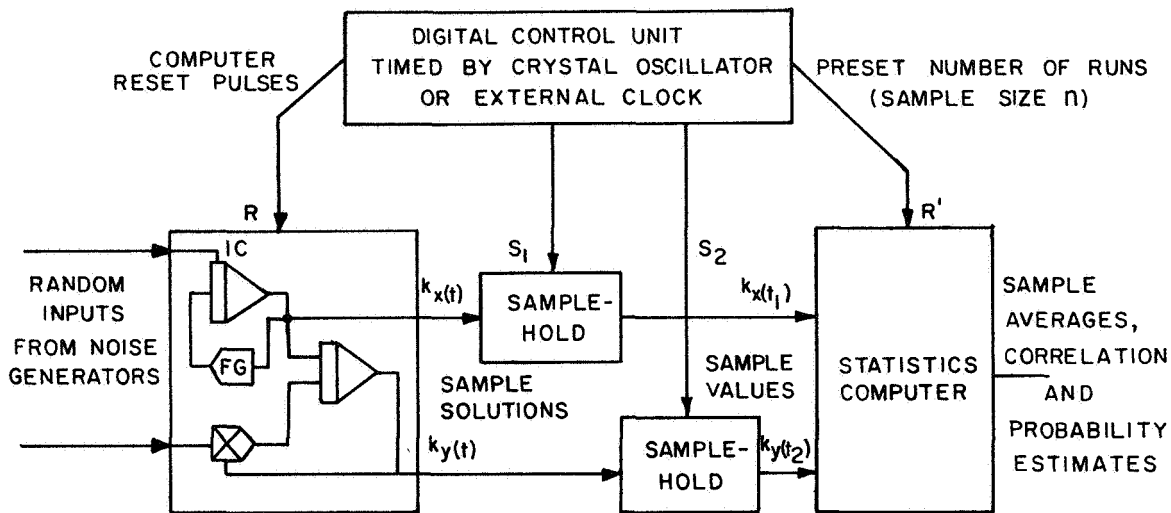 DIGITAL CONTROL UNIT
TIMED BY CRYSTAL OSCILLATOR
OR EXTERNAL CLOCK
COMPUTER
RESET PULSES
PRESET NUMBER OF RUNS
(SAMPLE SIZE n)
R
S1
S2
R'
IC
FG
RANDOM
INPUTS
FROM NOISE
GENERATORS
kx(t)
SAMPLE-
HOLD
kx(t1)
SAMPLE
SOLUTIONS
SAMPLE
VALUES
ky(t)
SAMPLE-
HOLD
ky(t2)
STATISTICS
COMPUTER
SAMPLE
AVERAGES,
CORRELATION
AND
PROBABILITY
ESTIMATES